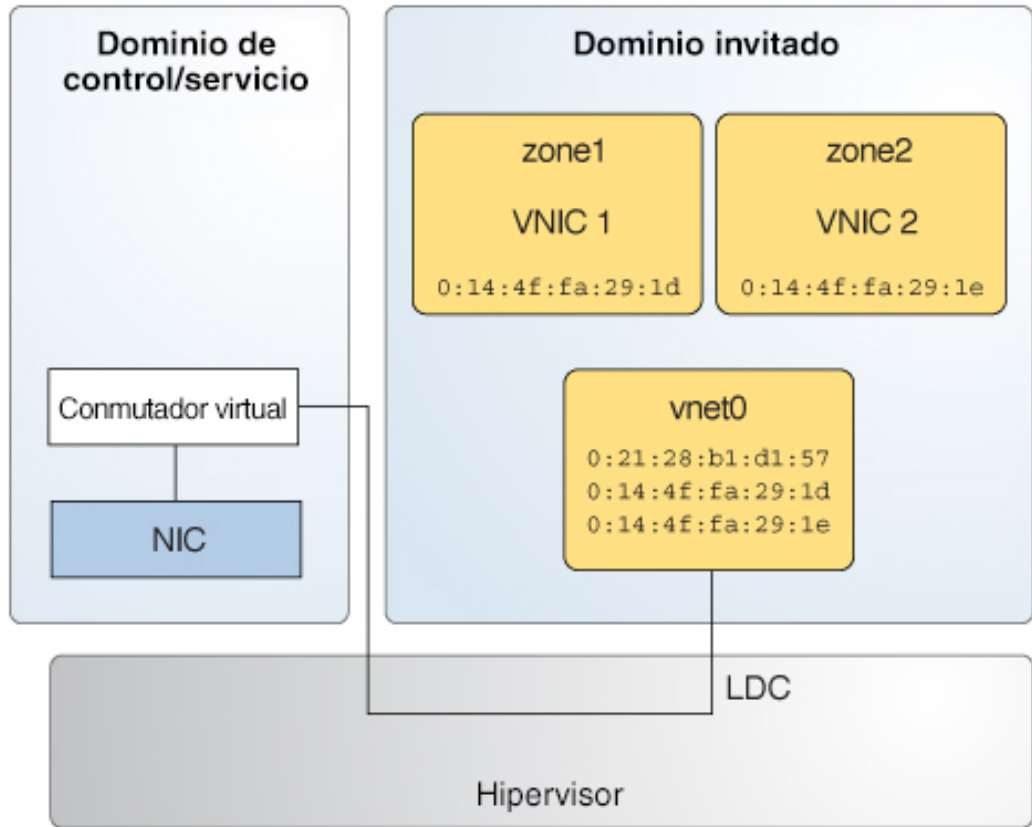 Dominio de
control/servicio
Conmutador virtual
NIC
Dominio invitado
zone1
VNIC 1
0:14:4f:fa:29:1d
zone2
VNIC 2
0:14:4f:fa:29:1e
vnet0
0:21:28:b1:d1:57
0:14:4f:fa:29:1d
0:14:4f:fa:29:1e
LDC
Hipervisor